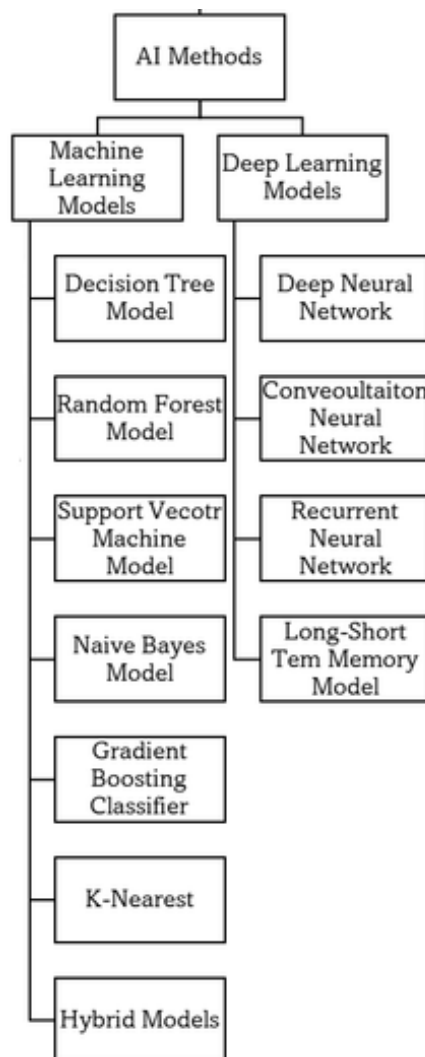 AI Methods
Machine
Learning
Models
Deep Learning
Models
Decision Tree
Model
Random Forest
Model
Support Vecotr
Machine
Model
Naive Bayes
Model
Gradient
Boosting
Classifier
K-Nearest
Hybrid Models
Deep Neural
Network
Conveoultaiton
Neural
Network
Recurrent
Neural
Network
Long-Short
Tem Memory
Model